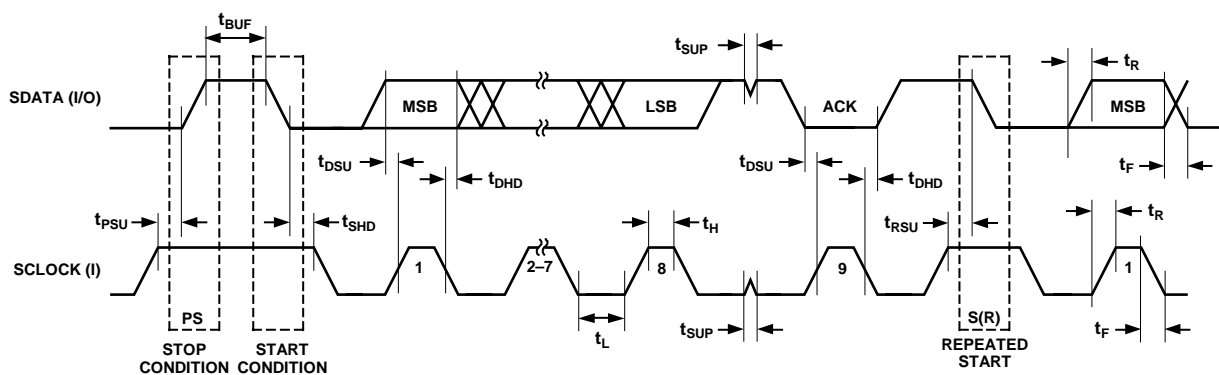 tBUF
tSUP
tR
SDATA (I/O)
MSB
LSB
ACK
MSB
tDSU
tDHD
tDSU
tDHD
tF
tPSU
tSHD
tH
tRSU
tR
SCLOCK (I)
1
2–7
8
9
1
PS
tL
tSUP
S(R)
tF
STOP
CONDITION
START
CONDITION
REPEATED
START